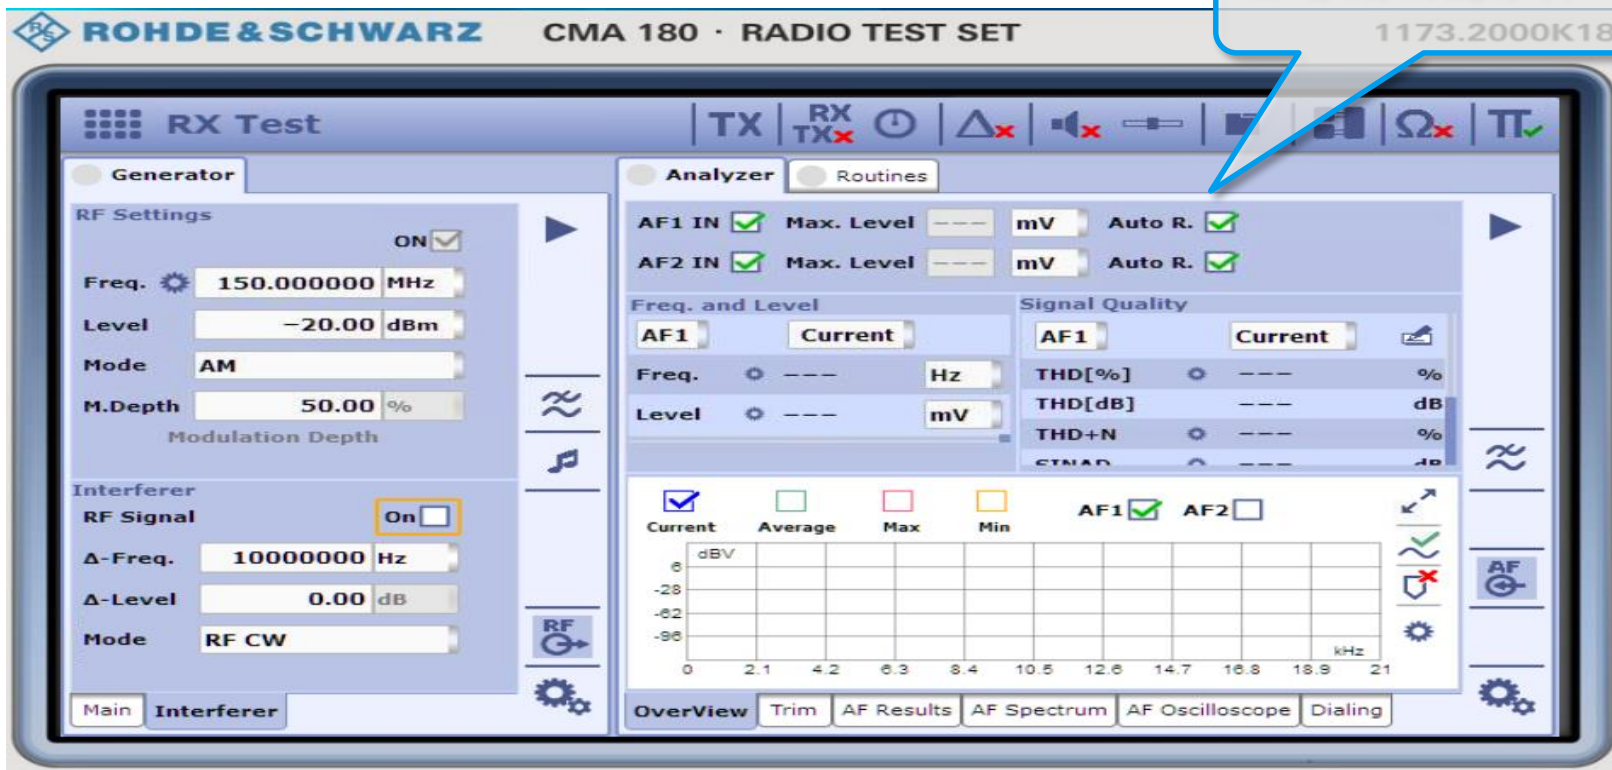 ROHDE&SCHWARZ CMA 180 · RADIO TEST SET 1173.2000K18
RX Test TX RX TX
Generator
RF Settings
ON
Freq. 150.000000 MHz
Level −20.00 dBm
Mode AM
M.Depth 50.00 %
Modulation Depth
Interferer
RF Signal On
Δ-Freq. 10000000 Hz
Δ-Level 0.00 dB
Mode RF CW
RF
Main Interferer
Analyzer Routines
AF1 IN Max. Level --- mV Auto R.
AF2 IN Max. Level --- mV Auto R.
Freq. and Level
AF1 Current
Freq. --- Hz
Level --- mV
Signal Quality
AF1 Current
THD[%] --- %
THD[dB] --- dB
THD+N --- %
SINAD --- dB
Current Average Max Min AF1 AF2
dBV
6
-28
-62
-96
kHz
0 2.1 4.2 6.3 8.4 10.5 12.6 14.7 16.8 18.9 21
AF
OverView Trim AF Results AF Spectrum AF Oscilloscope Dialing